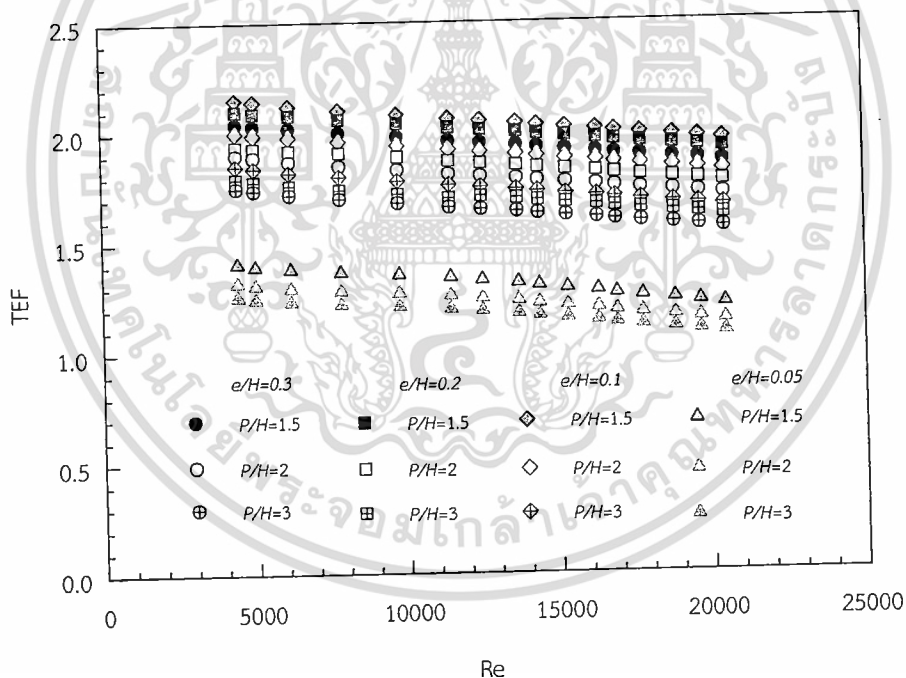 2.5
2.0
1.5
1.0
0.5
0.0
TEF
e/H=0.3 e/H=0.2 e/H=0.1 e/H=0.05
P/H=1.5 P/H=1.5 P/H=1.5 P/H=1.5
P/H=2 P/H=2 P/H=2 P/H=2
P/H=3 P/H=3 P/H=3 P/H=3
0 5000 10000 15000 20000 25000
Re